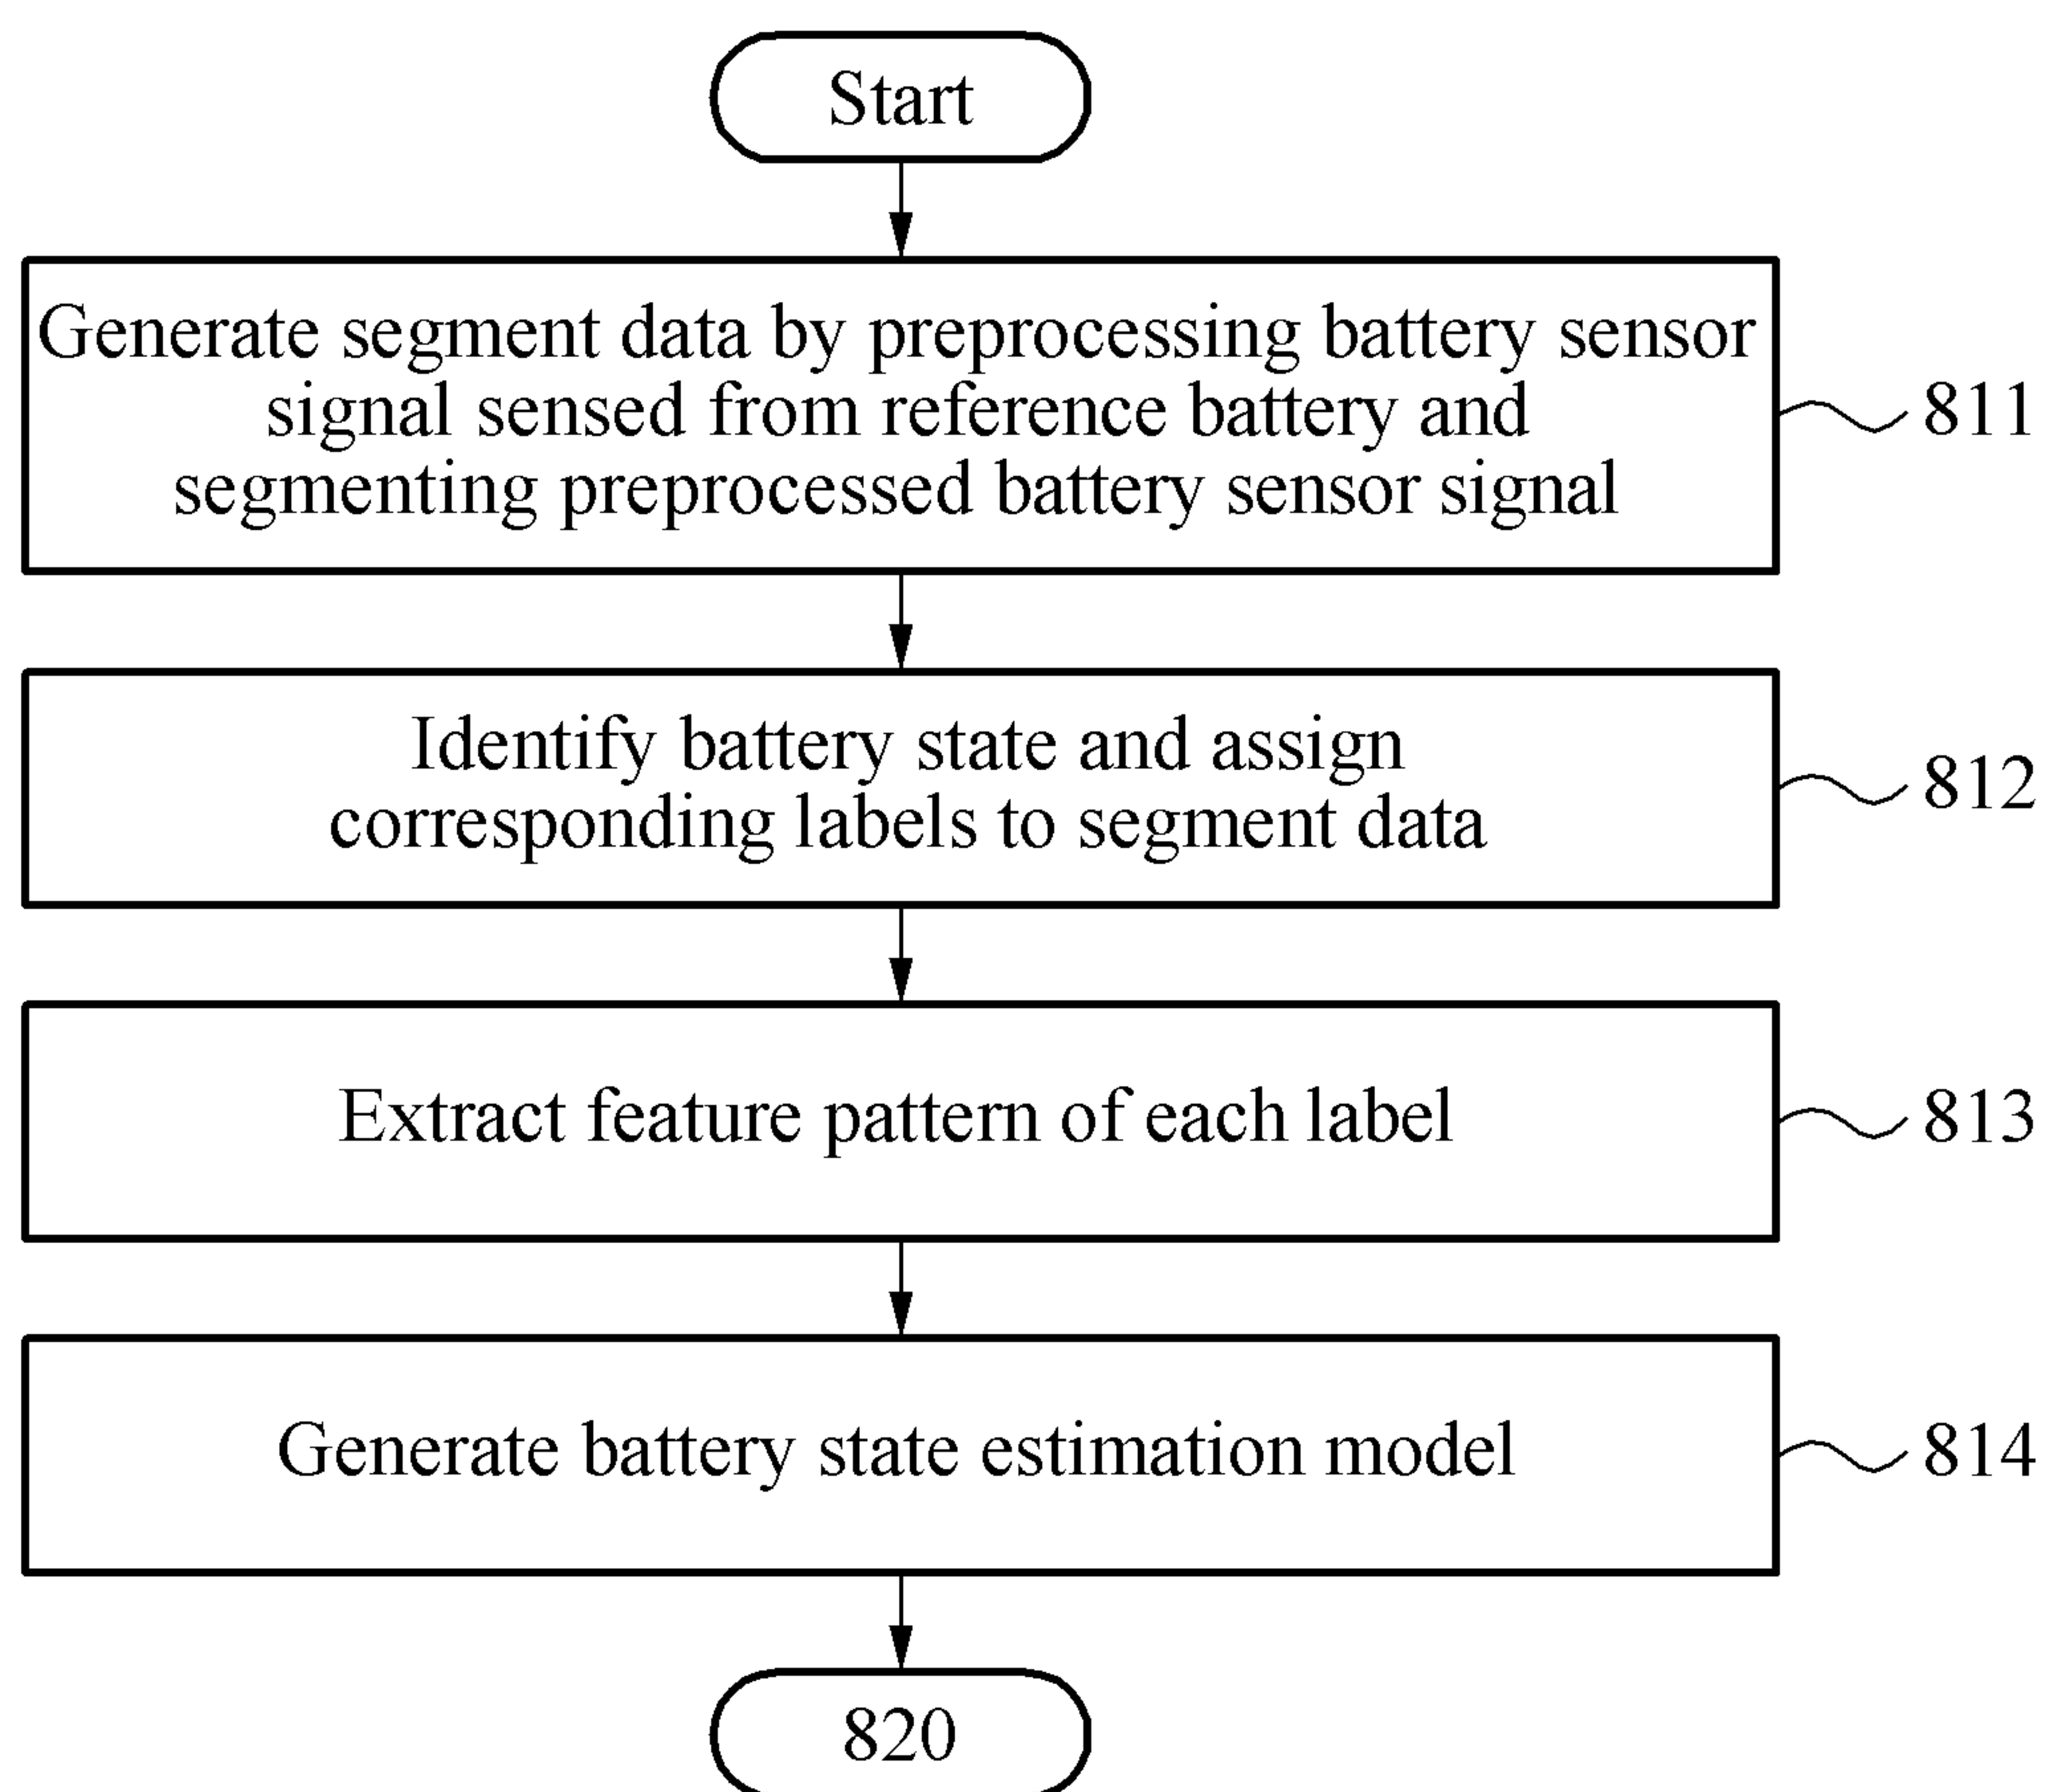 Start
Generate segment data by preprocessing battery sensor
signal sensed from reference battery and
segmenting preprocessed battery sensor signal
811
Identify battery state and assign
corresponding labels to segment data
812
Extract feature pattern of each label
813
Generate battery state estimation model
814
820